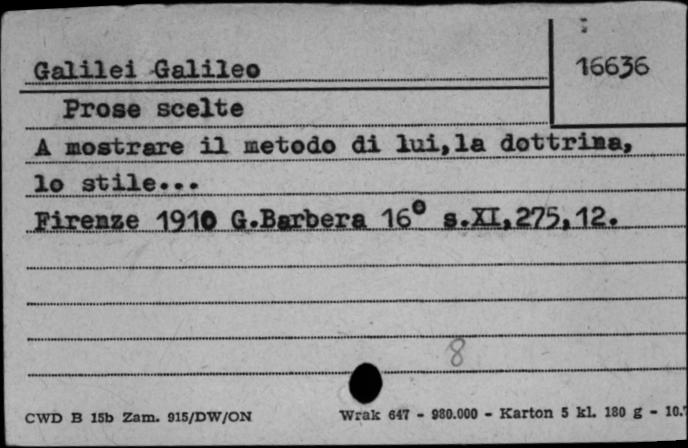 Galilei Galileo
16636
Prose scelte
A mostrare il metodo di lui,la dottrina,
lo stile...
Firenze 1910 G.Barbera 16° s.XI,275,12.
8
CWD B 15b Zam. 915/DW/ON
Wrak 647 - 980.000 - Karton 5 kl. 180 g - 10.